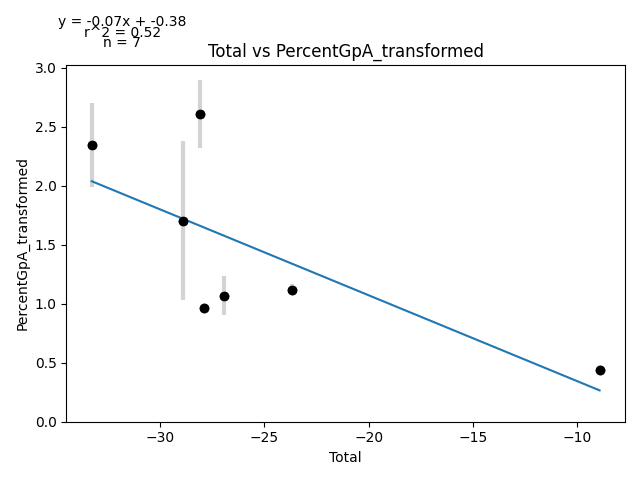 y = -0.07x + -0.38
r^2 = 0.52
n = 7
Total vs PercentGpA_transformed
PercentGpA_transformed
3.0
2.5
2.0
1.5
1.0
0.5
0.0
−30
−25
−20
−15
−10
Total